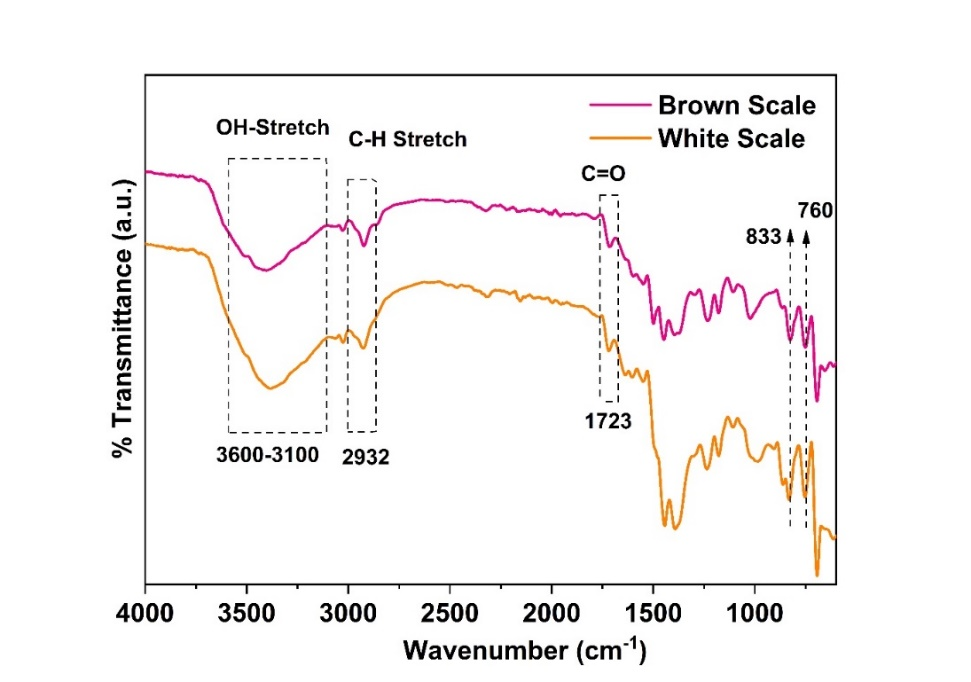 Brown Scale
White Scale
OH-Stretch
C-H Stretch
C=O
760
833
1723
3600-3100
2932
% Transmittance (a.u.)
4000 3500 3000 2500 2000 1500 1000
Wavenumber (cm⁻¹)